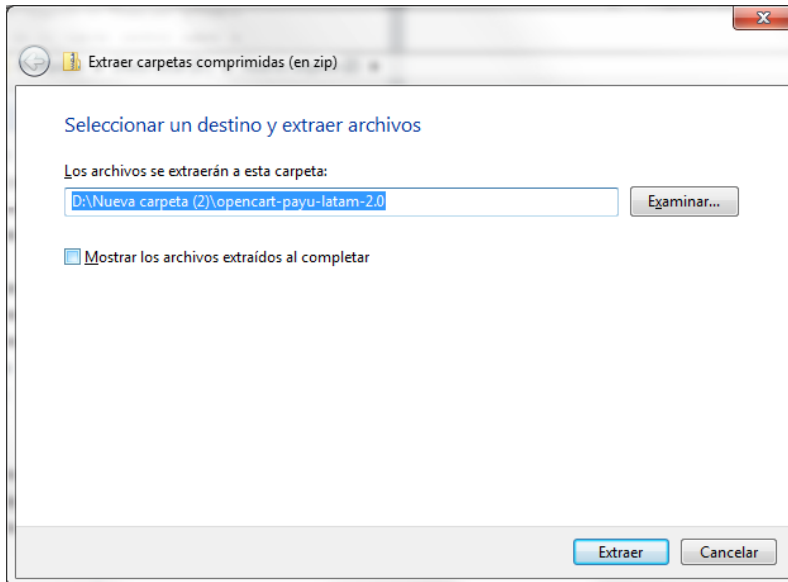 Extraer carpetas comprimidas (en zip)
Seleccionar un destino y extraer archivos
Los archivos se extraerán a esta carpeta:
D:\Nueva carpeta (2)\opencart-payu-latam-2.0
Examinar...
Mostrar los archivos extraídos al completar
Extraer
Cancelar